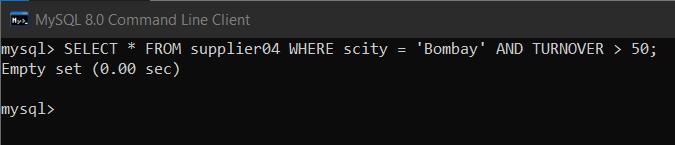 MySQL 8.0 Command Line Client
mysql> SELECT * FROM supplier04 WHERE scity = 'Bombay' AND TURNOVER > 50;
Empty set (0.00 sec)
mysql>